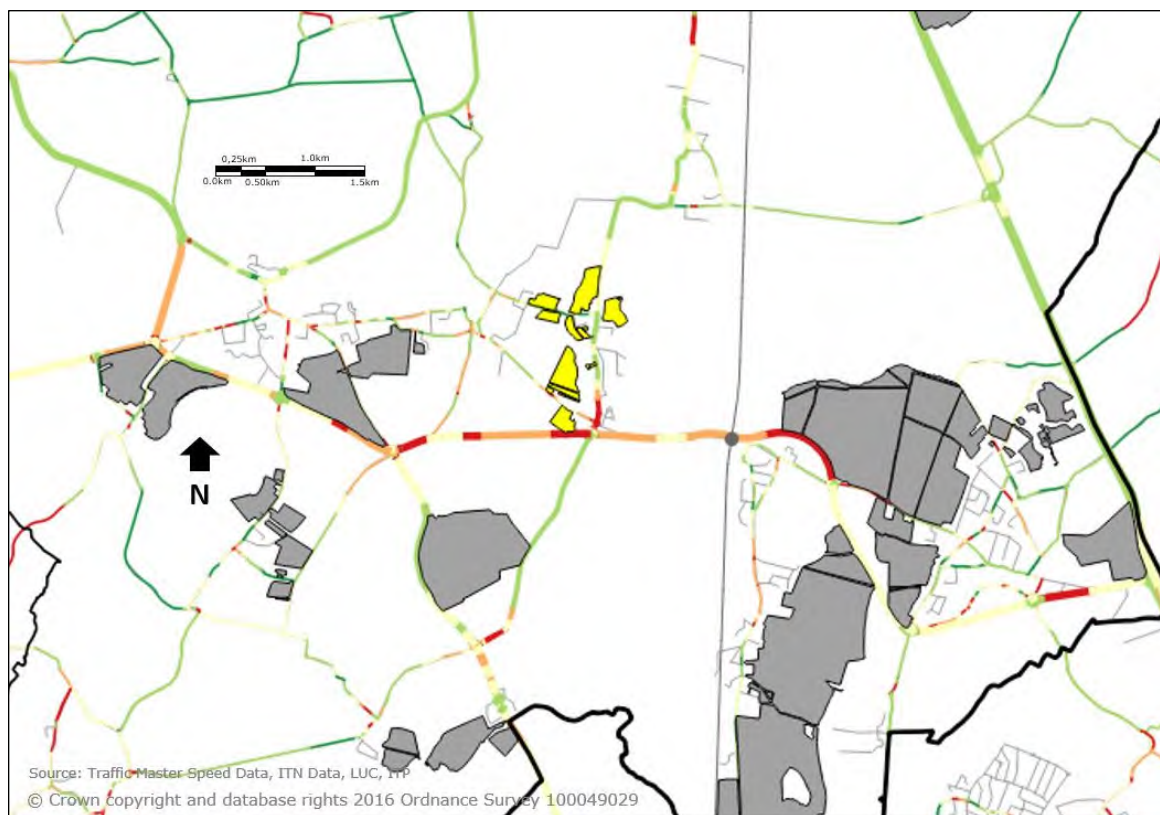 0,25km 1.0km
0.0km 0.50km 1.5km
N
Source: Traffic Master Speed Data, ITN Data, LUC, ITP
© Crown copyright and database rights 2016 Ordnance Survey 100049029